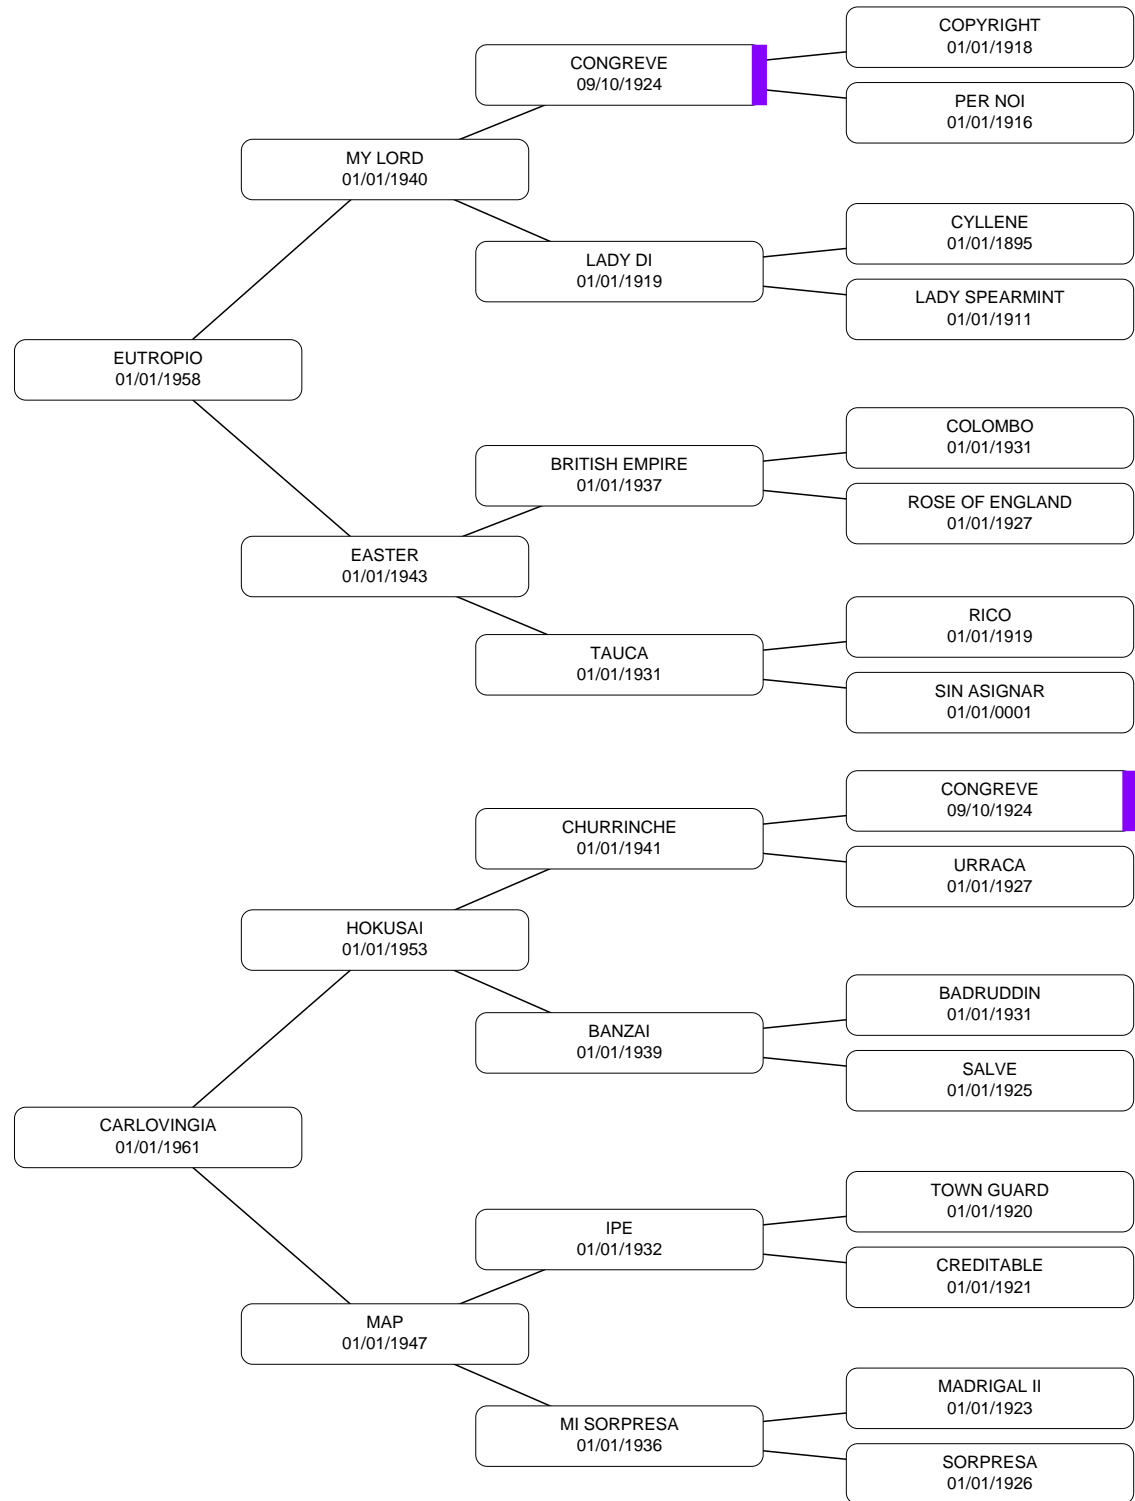 COPYRIGHT
01/01/1918
CONGREVE
09/10/1924
PER NOI
01/01/1916
MY LORD
01/01/1940
CYLLENE
01/01/1895
LADY DI
01/01/1919
LADY SPEARMINT
01/01/1911
EUTROPIO
01/01/1958
COLOMBO
01/01/1931
BRITISH EMPIRE
01/01/1937
ROSE OF ENGLAND
01/01/1927
EASTER
01/01/1943
RICO
01/01/1919
TAUCA
01/01/1931
SIN ASIGNAR
01/01/0001
CONGREVE
09/10/1924
CHURRINCHE
01/01/1941
URRACA
01/01/1927
HOKUSAI
01/01/1953
BADRUDDIN
01/01/1931
BANZAI
01/01/1939
SALVE
01/01/1925
CARLOVINGIA
01/01/1961
TOWN GUARD
01/01/1920
IPE
01/01/1932
CREDITABLE
01/01/1921
MAP
01/01/1947
MADRIGAL II
01/01/1923
MI SORPRESA
01/01/1936
SORPRESA
01/01/1926